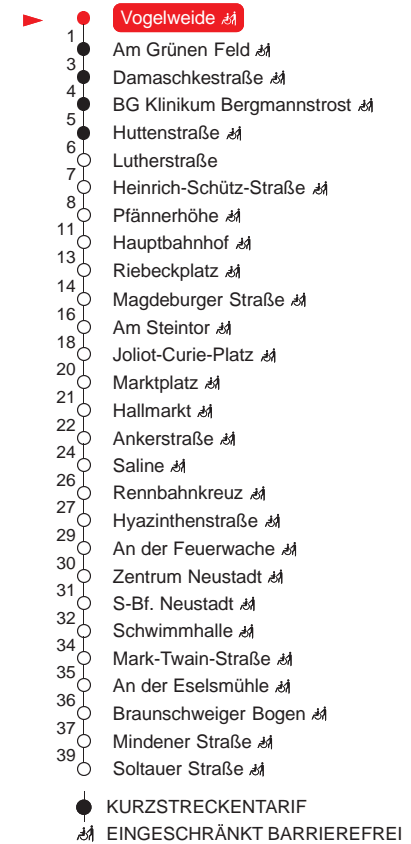 Vogelweide
1
Am Grünen Feld
3
Damaschkestraße
4
BG Klinikum Bergmannstrost
5
Huttenstraße
6
Lutherstraße
7
Heinrich-Schütz-Straße
8
Pfännerhöhe
11
Hauptbahnhof
13
Riebeckplatz
14
Magdeburger Straße
16
Am Steintor
18
Joliot-Curie-Platz
20
Marktplatz
21
Hallmarkt
22
Ankerstraße
24
Saline
26
Rennbahnkreuz
27
Hyazinthenstraße
29
An der Feuerwache
30
Zentrum Neustadt
31
S-Bf. Neustadt
32
Schwimmhalle
34
Mark-Twain-Straße
35
An der Eselsmühle
36
Braunschweiger Bogen
37
Mindener Straße
39
Soltauer Straße
KURZSTRECKENTARIF
EINGESCHRÄNKT BARRIEREFREI